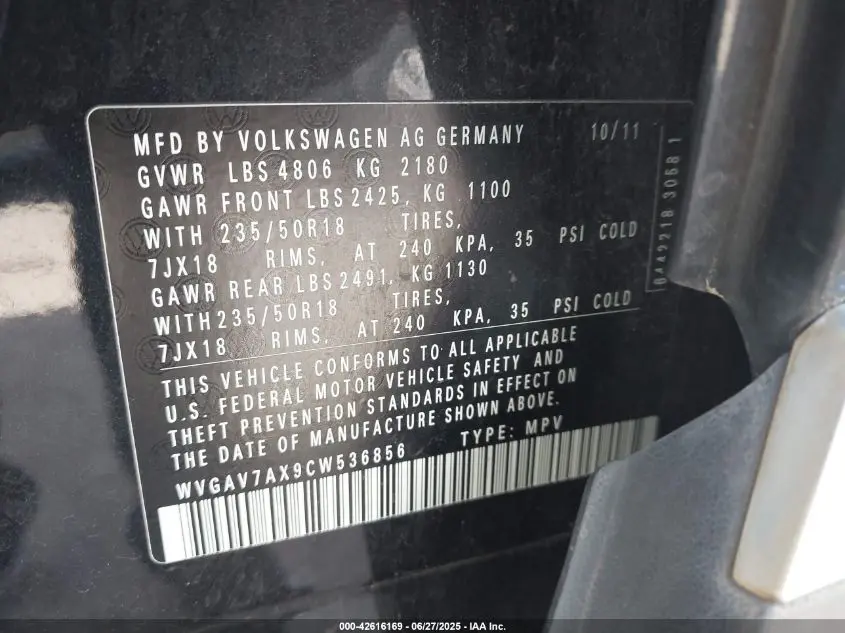 MFD BY VOLKSWAGEN AG GERMANY 10/11
GVWR LBS 4806 KG 2180
GAWR FRONT LBS 2425, KG 1100
WITH 235/50R18 TIRES,
7JX18 RIMS, AT 240 KPA, 35 PSI COLD
GAWR REAR LBS 2491, KG 1130
WITH 235/50R18 TIRES,
7JX18 RIMS, AT 240 KPA, 35 PSI COLD
THIS VEHICLE CONFORMS TO ALL APPLICABLE
U.S. FEDERAL MOTOR VEHICLE SAFETY AND
THEFT PREVENTION STANDARDS IN EFFECT ON
THE DATE OF MANUFACTURE SHOWN ABOVE.
WVGAV7AX9CW536856 TYPE: MPV
000-42616169 - 06/27/2025 - IAA Inc.